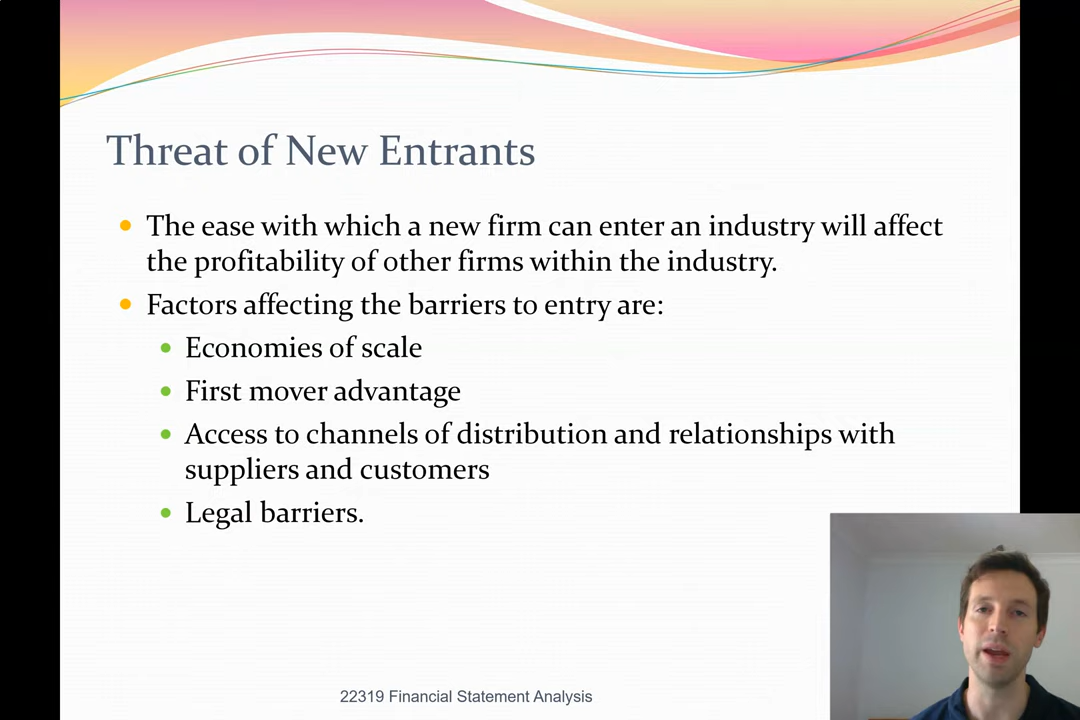 Threat of New Entrants
The ease with which a new firm can enter an industry will affect
the profitability of other firms within the industry.
Factors affecting the barriers to entry are:
Economies of scale
First mover advantage
Access to channels of distribution and relationships with
suppliers and customers
Legal barriers.
22319 Financial Statement Analysis